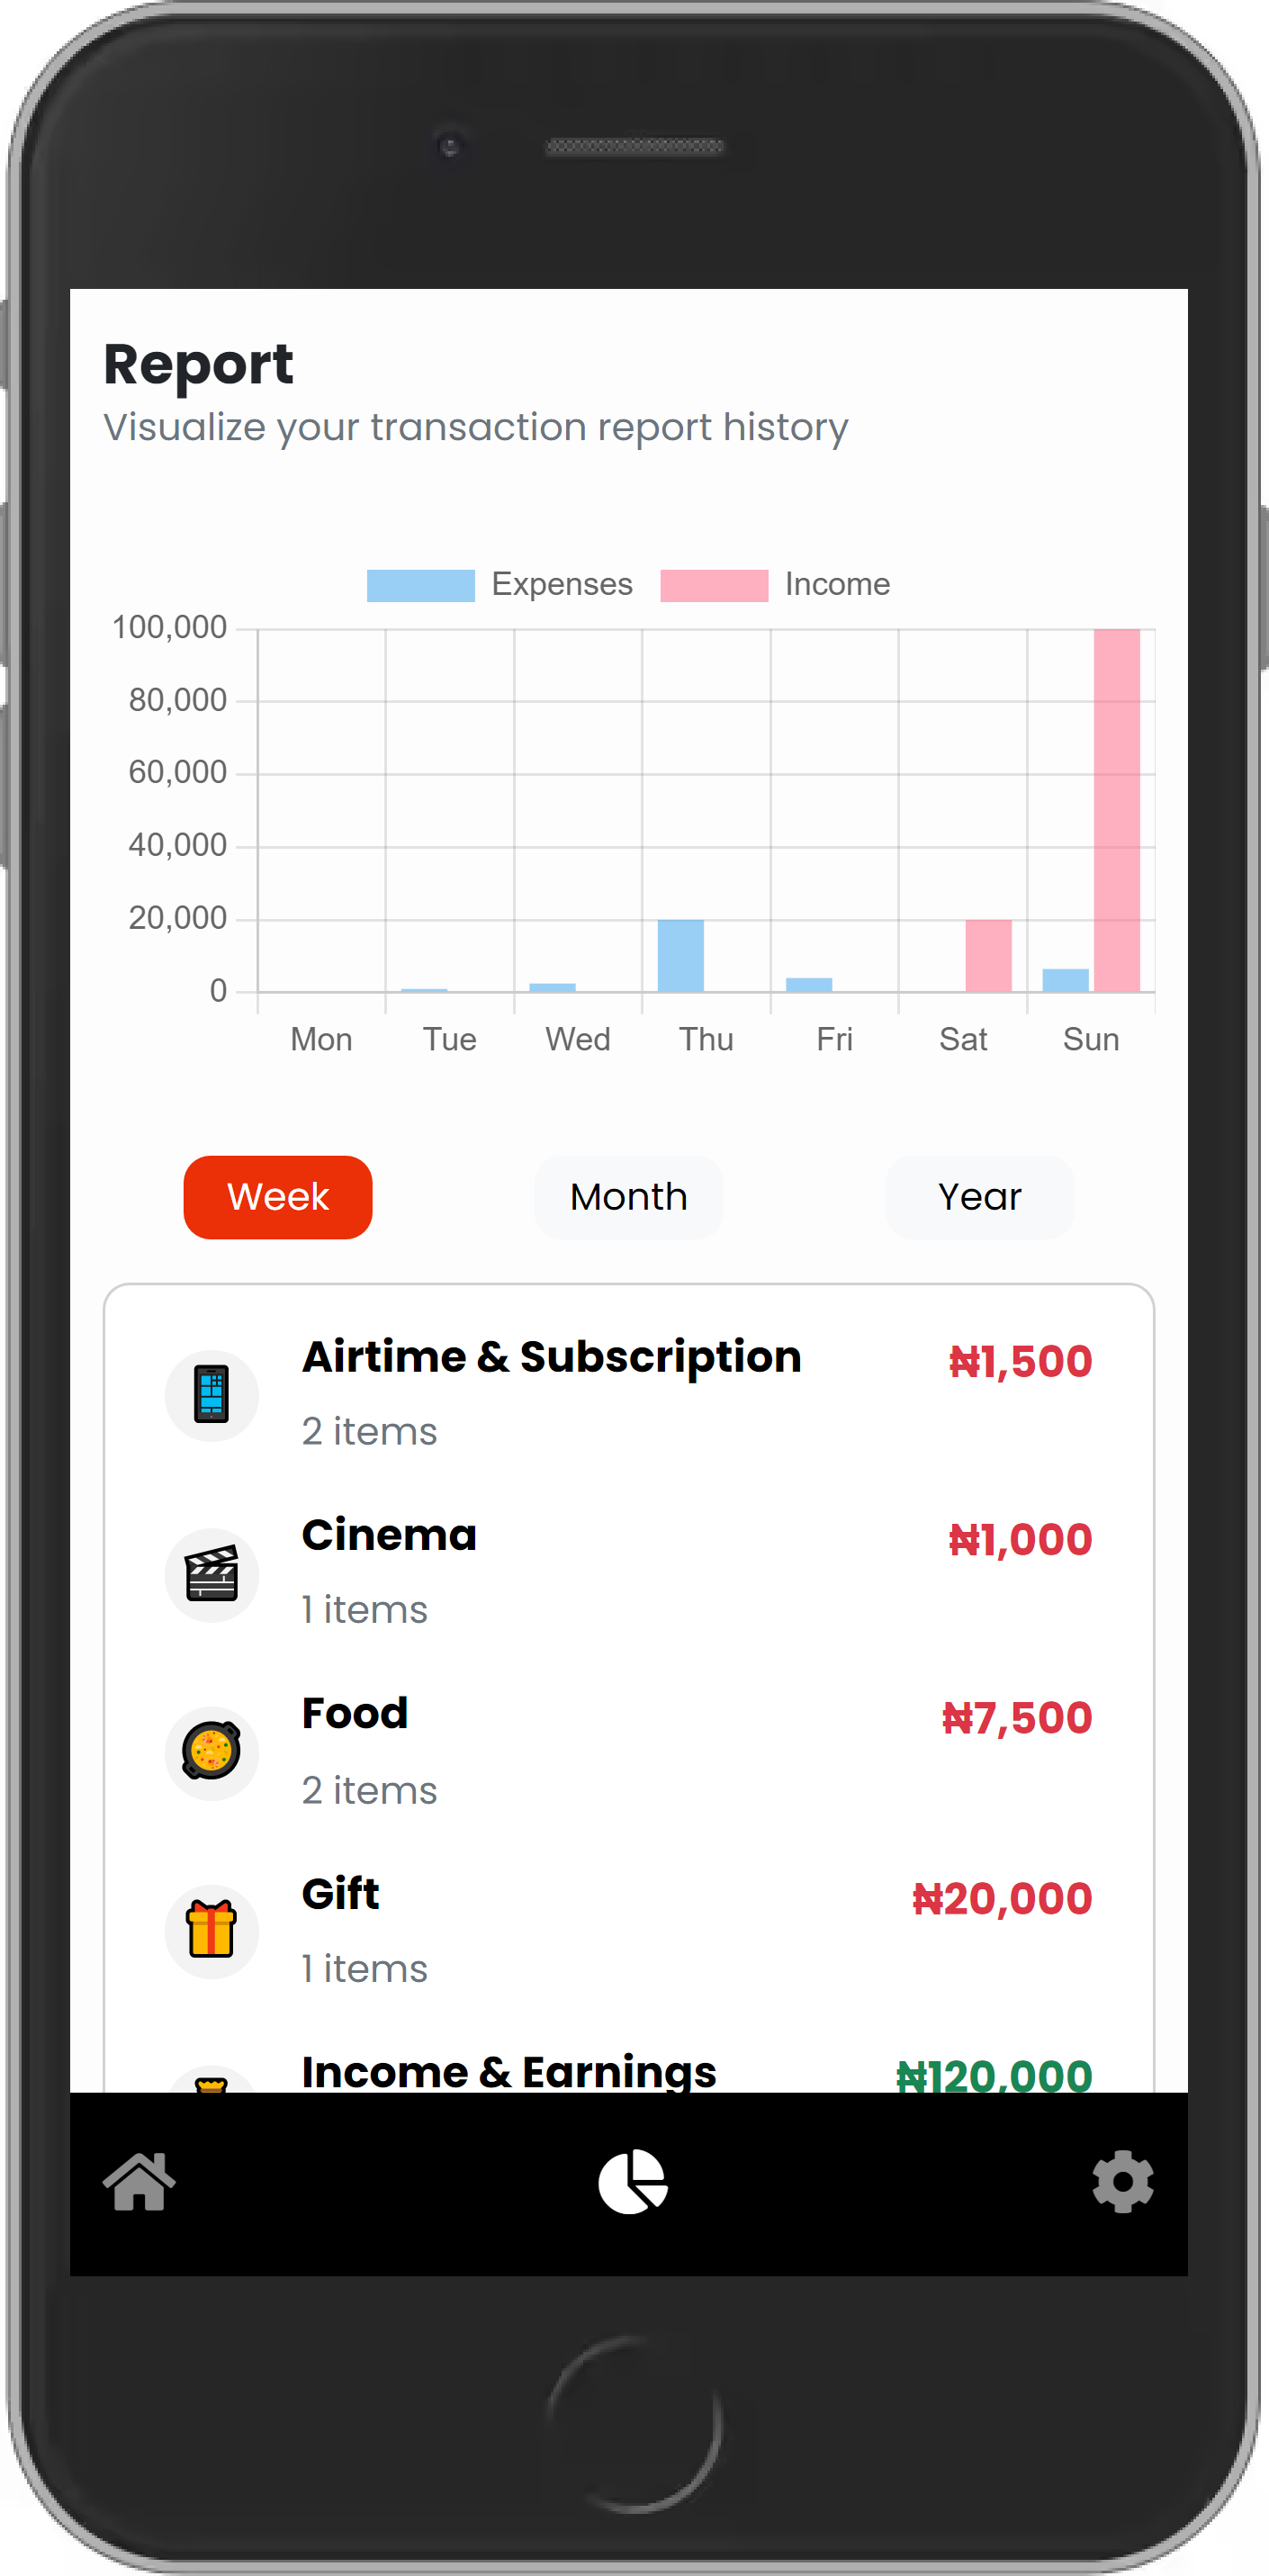 Report
Visualize your transaction report history
Expenses Income
100,000
80,000
60,000
40,000
20,000
0
Mon Tue Wed Thu Fri Sat Sun
Week Month Year
Airtime & Subscription ₦1,500
2 items
Cinema ₦1,000
1 items
Food ₦7,500
2 items
Gift ₦20,000
1 items
Income & Earnings ₦120,000